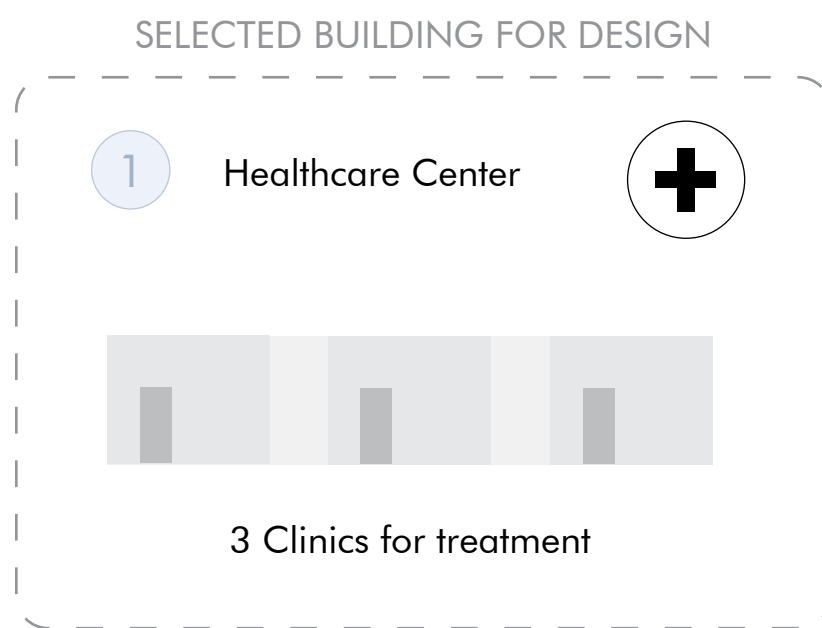 SELECTED BUILDING FOR DESIGN
1
Healthcare Center
3 Clinics for treatment